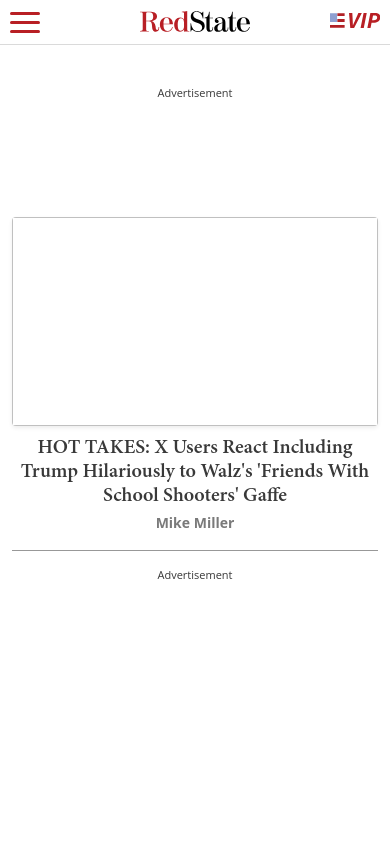 RedState
VIP
Advertisement
HOT TAKES: X Users React Including
Trump Hilariously to Walz's 'Friends With
School Shooters' Gaffe
Mike Miller
Advertisement